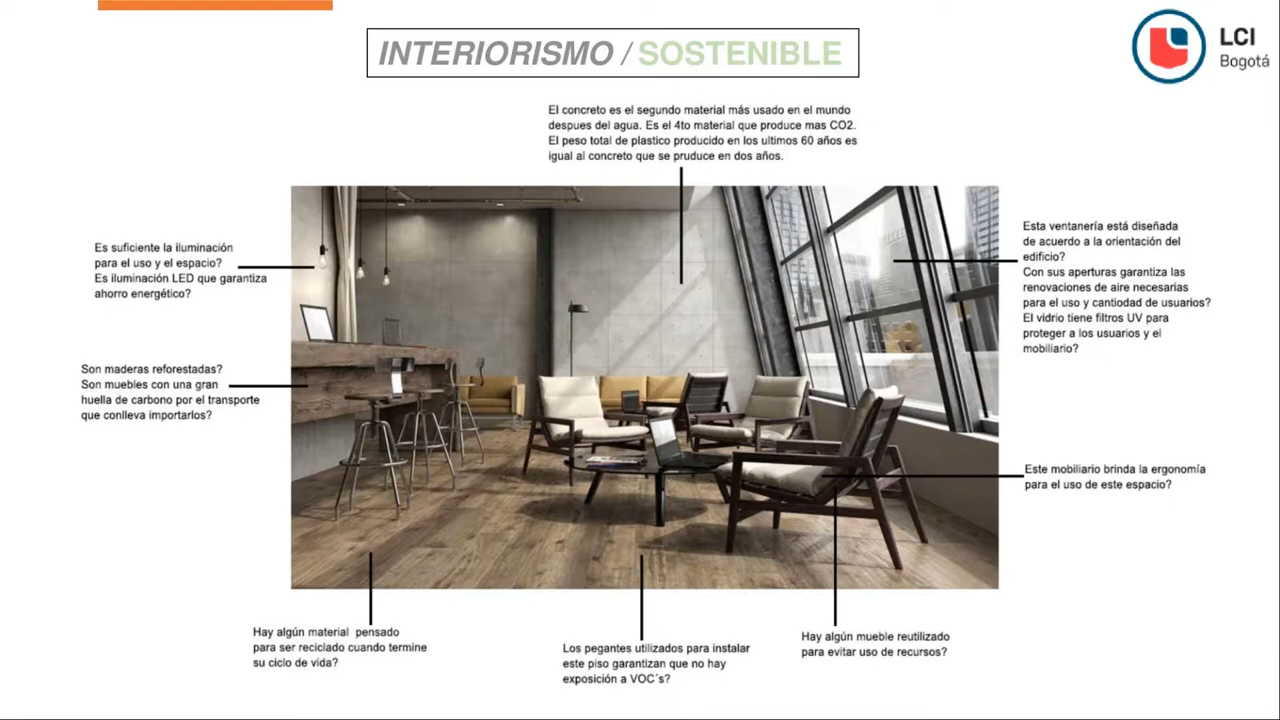 INTERIORISMO / SOSTENIBLE
LCI
Bogotá
El concreto es el segundo material más usado en el mundo
despues del agua. Es el 4to material que produce mas CO2.
El peso total de plastico producido en los ultimos 60 años es
igual al concreto que se pruduce en dos años.
Es suficiente la iluminación
para el uso y el espacio?
Es iluminación LED que garantiza
ahorro energético?
Esta ventanería está diseñada
de acuerdo a la orientación del
edificio?
Con sus aperturas garantiza las
renovaciones de aire necesarias
para el uso y cantiodad de usuarios?
El vidrio tiene filtros UV para
proteger a los usuarios y el
mobiliario?
Son maderas reforestadas?
Son muebles con una gran
huella de carbono por el transporte
que conlleva importarlos?
Este mobiliario brinda la ergonomía
para el uso de este espacio?
Hay algún material pensado
para ser reciclado cuando termine
su ciclo de vida?
Los pegantes utilizados para instalar
este piso garantizan que no hay
exposición a VOC´s?
Hay algún mueble reutilizado
para evitar uso de recursos?